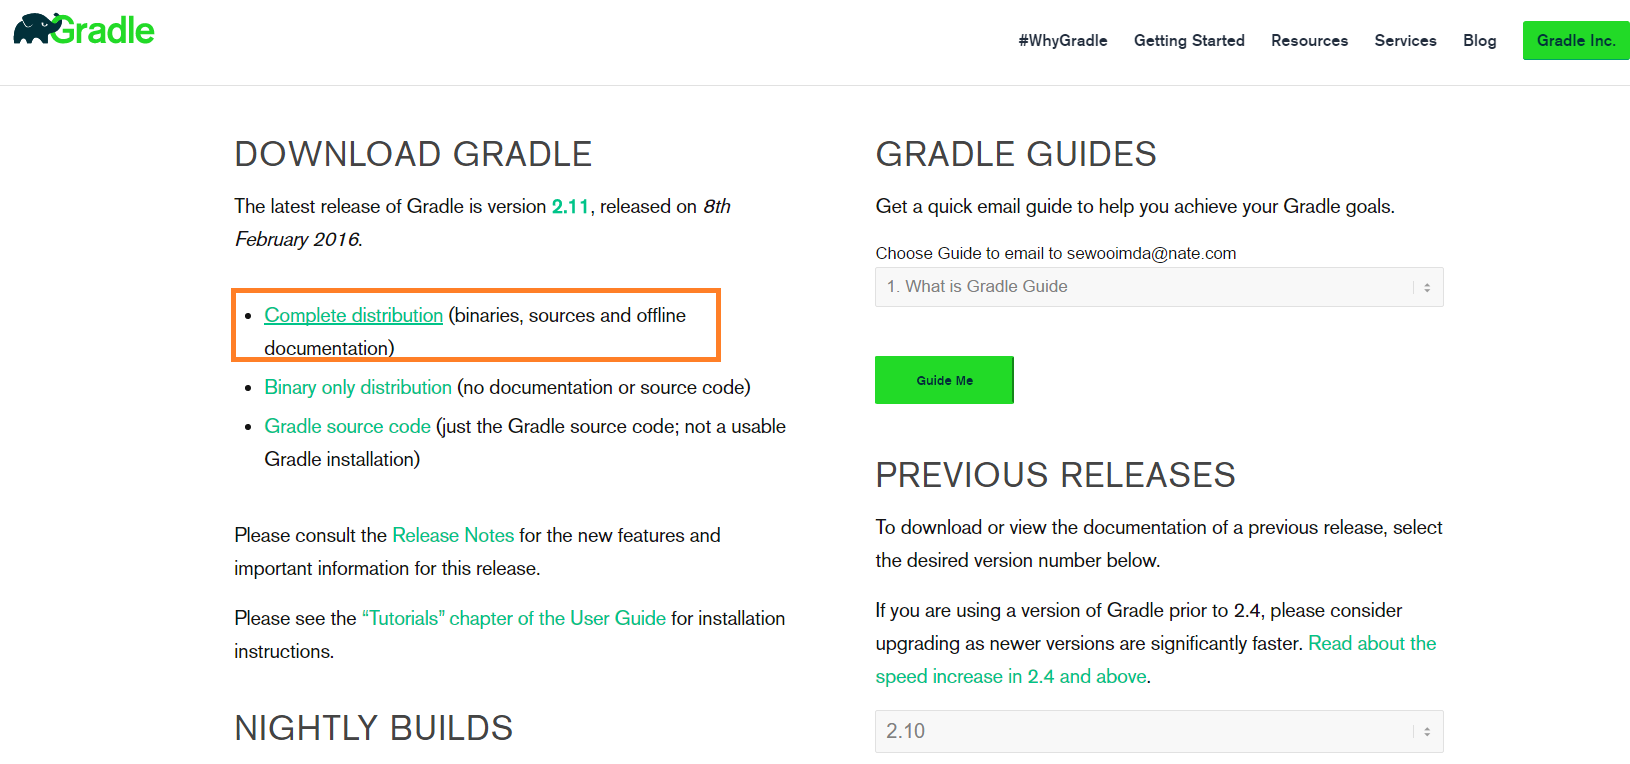 Gradle
#WhyGradle Getting Started Resources Services Blog Gradle Inc.
DOWNLOAD GRADLE
The latest release of Gradle is version 2.11, released on 8th
February 2016.
• Complete distribution (binaries, sources and offline
documentation)
• Binary only distribution (no documentation or source code)
• Gradle source code (just the Gradle source code; not a usable
Gradle installation)
Please consult the Release Notes for the new features and
important information for this release.
Please see the “Tutorials” chapter of the User Guide for installation
instructions.
NIGHTLY BUILDS
GRADLE GUIDES
Get a quick email guide to help you achieve your Gradle goals.
Choose Guide to email to sewooimda@nate.com
1. What is Gradle Guide
Guide Me
PREVIOUS RELEASES
To download or view the documentation of a previous release, select
the desired version number below.
If you are using a version of Gradle prior to 2.4, please consider
upgrading as newer versions are significantly faster. Read about the
speed increase in 2.4 and above.
2.10